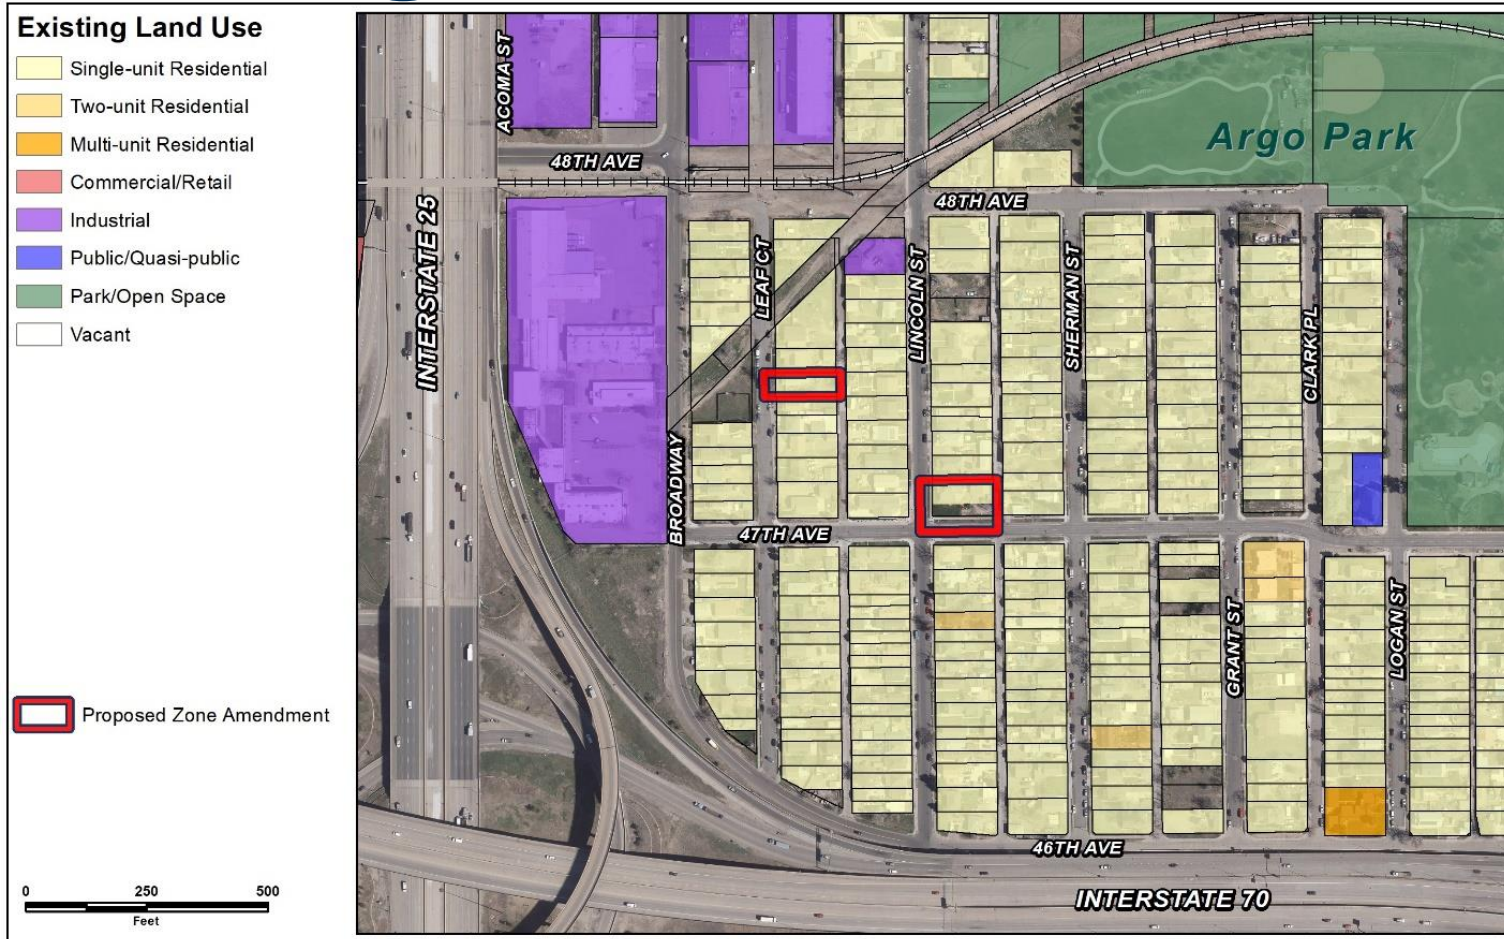 Existing Land Use
Single-unit Residential
Two-unit Residential
Multi-unit Residential
Commercial/Retail
Industrial
Public/Quasi-public
Park/Open Space
Vacant
Proposed Zone Amendment
0 250 500
Feet
ACOMA ST
48TH AVE
Argo Park
INTERSTATE 25
48TH AVE
LEAF CT
LINCOLN ST
SHERMAN ST
CLARK PL
BROADWAY
47TH AVE
GRANT ST
LOGAN ST
46TH AVE
INTERSTATE 70